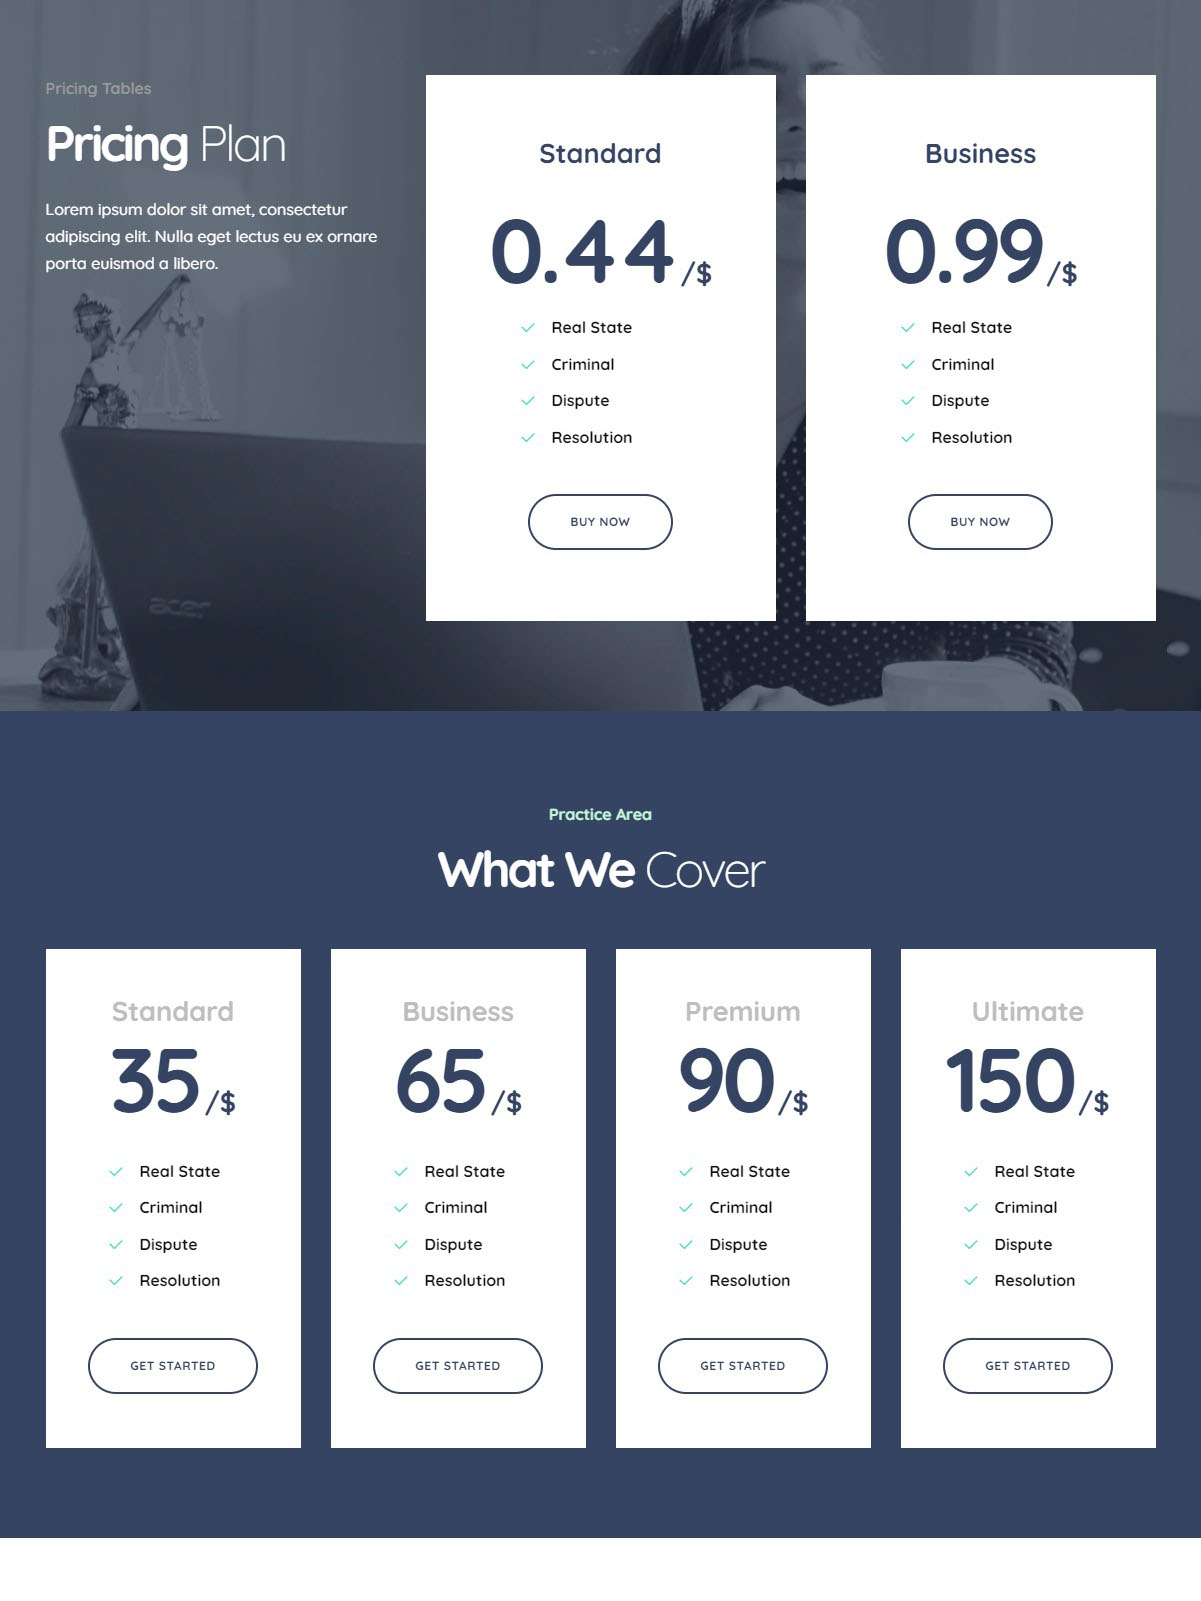 Pricing Tables
Pricing Plan
Lorem ipsum dolor sit amet, consectetur
adipiscing elit. Nulla eget lectus eu ex ornare
porta euismod a libero.
Standard
0.44 /$
Real State
Criminal
Dispute
Resolution
BUY NOW
Business
0.99 /$
Real State
Criminal
Dispute
Resolution
BUY NOW
acer
Practice Area
What We Cover
Standard
35 /$
Real State
Criminal
Dispute
Resolution
GET STARTED
Business
65 /$
Real State
Criminal
Dispute
Resolution
GET STARTED
Premium
90 /$
Real State
Criminal
Dispute
Resolution
GET STARTED
Ultimate
150 /$
Real State
Criminal
Dispute
Resolution
GET STARTED